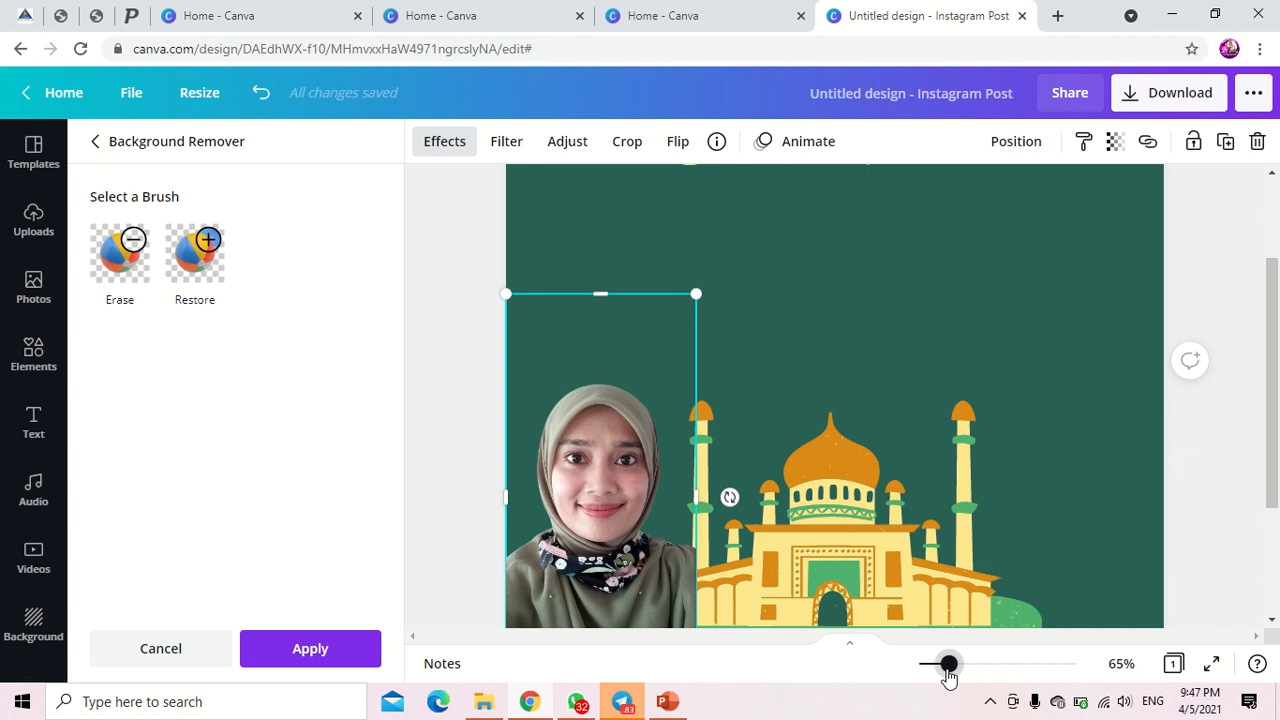 Home - Canva
Home - Canva
Home - Canva
Untitled design - Instagram Post
canva.com/design/DAEdhWX-f10/MHmvxxHaW4971ngrcslyNA/edit#
Home
File
Resize
All changes saved
Untitled design - Instagram Post
Share
Download
Templates
Uploads
Photos
Elements
Text
Audio
Videos
Background
Background Remover
Select a Brush
Erase
Restore
Cancel
Apply
Effects
Filter
Adjust
Crop
Flip
Animate
Position
Notes
65%
1
Type here to search
32
83
ENG
9:47 PM
4/5/2021